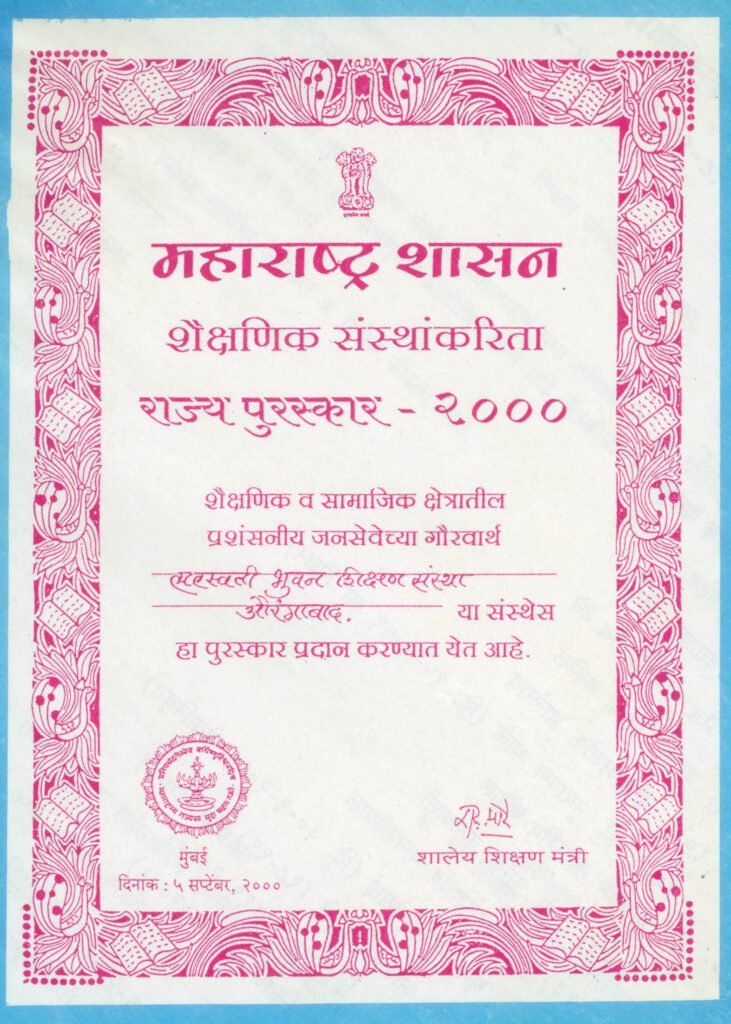 महाराष्ट्र शासन
शैक्षणिक संस्थांकरिता
राज्य पुरस्कार - २०००
शैक्षणिक व सामाजिक क्षेत्रातील
प्रशंसनीय जनसेवेच्या गौरवार्थ
सरस्वती भुवन शिक्षण संस्था
औरंगाबाद. या संस्थेस
हा पुरस्कार प्रदान करण्यात येत आहे.
मुंबई
शालेय शिक्षण मंत्री
दिनांक : ५ सप्टेंबर, २०००